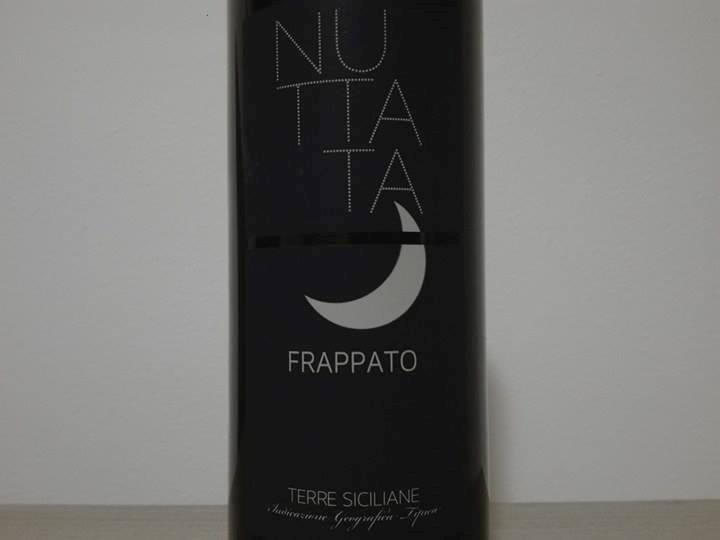 NU
TTA
TA
FRAPPATO
TERRE SICILIANE
Indicazione Geografica Tipica